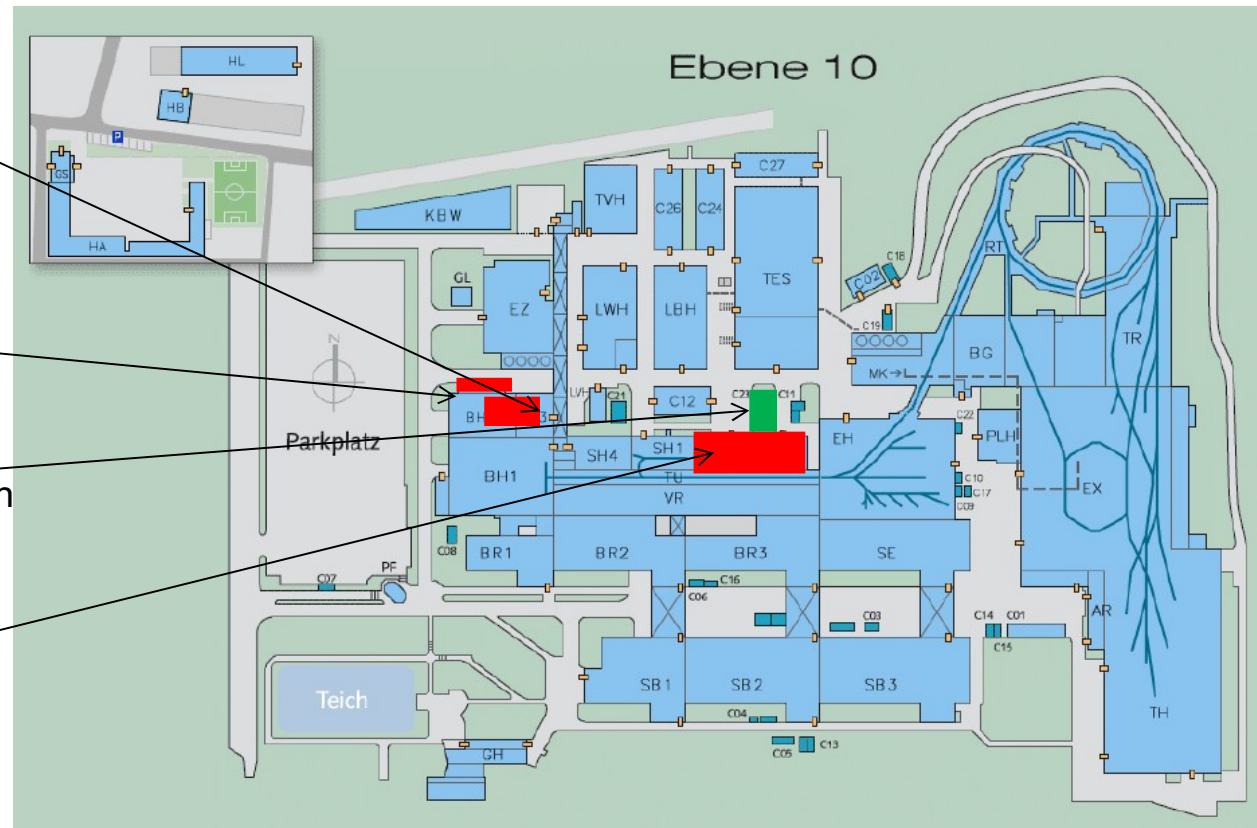 Ebene 10
HL
HB
P
GS
HA
C27
TVH
C26
C24
KBW
RT
C18
C02
GL
TES
EZ
LWH
LBH
C19
TR
BG
N
MK→
LVH
C21
C12
C23
C11
BH
3
C22
Parkplatz
EH
PLH
SH4
SH1
BH1
TU
C10
EX
n
VR
C09
C17
C08
BR1
BR2
BR3
SE
PF
C07
C16
C06
AR
C03
C14
C01
C15
SB1
SB2
SB3
Teich
C04
TH
C05
C13
GH